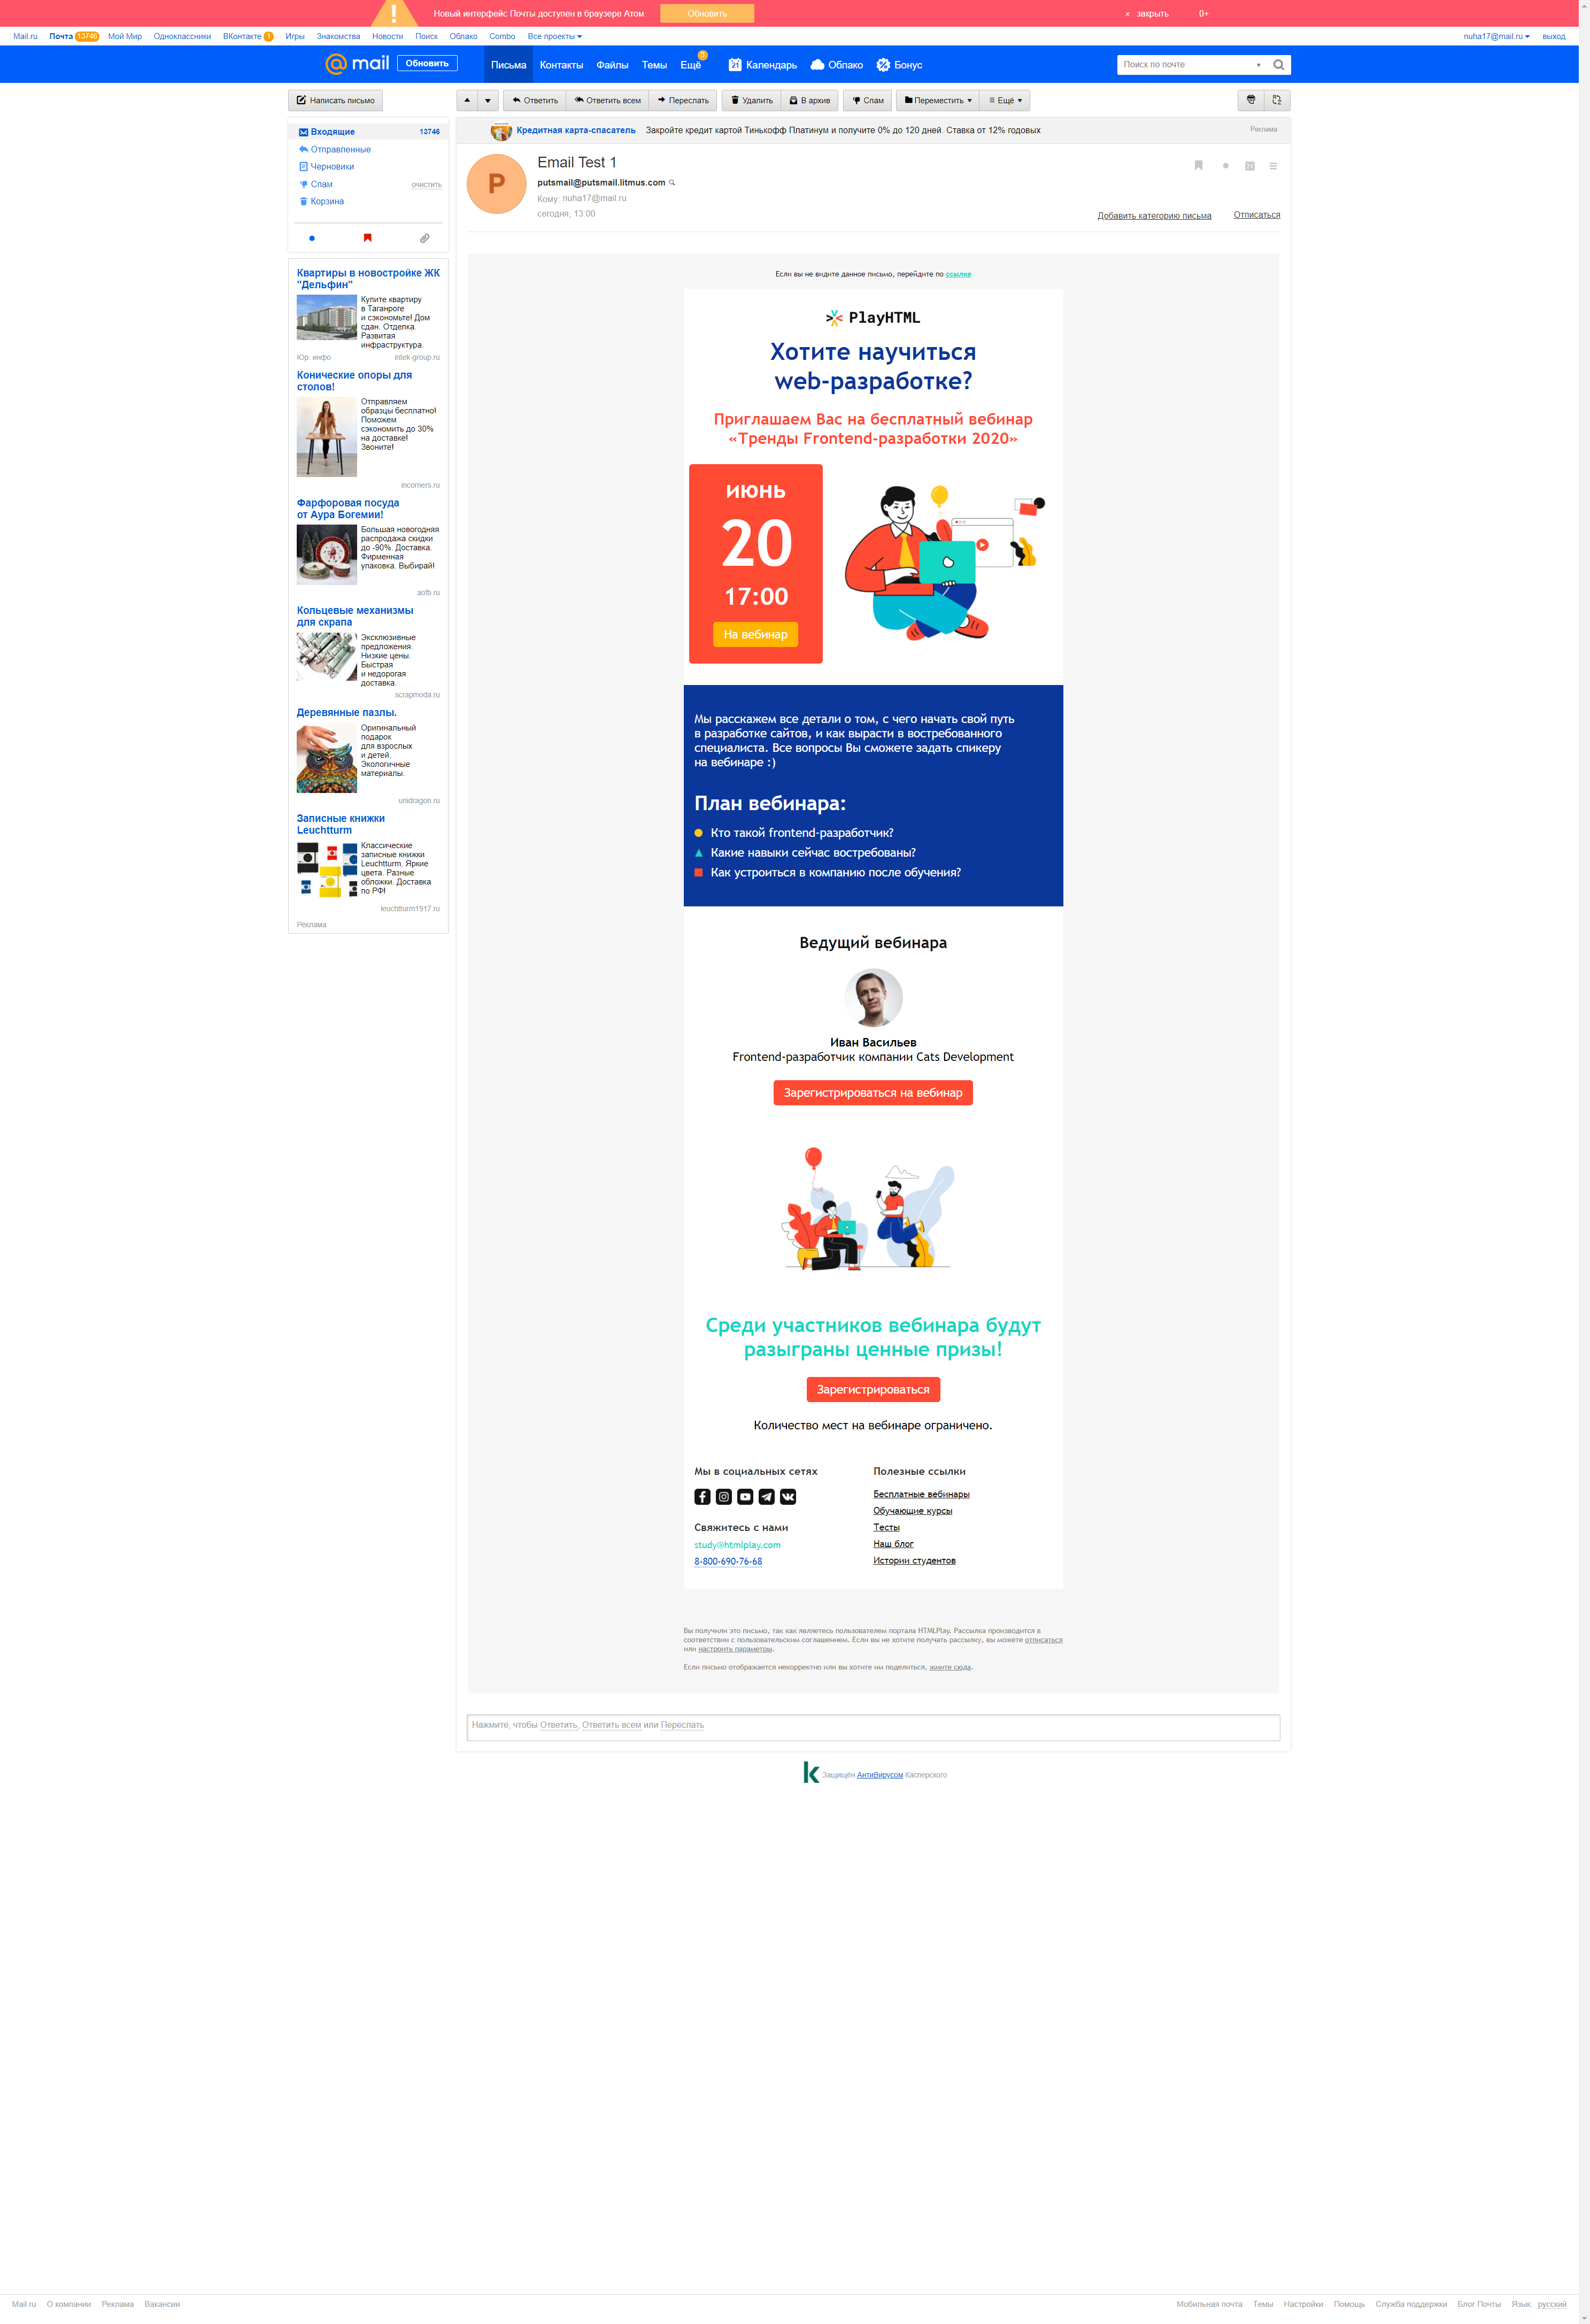 Новый интерфейс Почты доступен в браузере Атом
Обновить
× закрыть
0+
Mail.ru Почта 13746 Мой Мир Одноклассники ВКонтакте 1 Игры Знакомства Новости Поиск Облако Combo Все проекты
nuha17@mail.ru выход
@ mail Обновить
Письма Контакты Файлы Темы Ещё 3 21 Календарь Облако Бонус
Поиск по почте
Написать письмо
Ответить Ответить всем Переслать Удалить В архив Спам Переместить Ещё
Входящие 13746
Отправленные
Черновики
Спам очистить
Корзина
Квартиры в новостройке ЖК
"Дельфин"
Купите квартиру
в Таганроге
и сэкономьте! Дом
сдан. Отделка.
Развитая
инфраструктура.
Юр. инфо intek-group.ru
Конические опоры для
столов!
Отправляем
образцы бесплатно!
Поможем
сэкономить до 30%
на доставке!
Звоните!
incorners.ru
Фарфоровая посуда
от Аура Богемии!
Большая новогодняя
распродажа скидки
до -90%. Доставка.
Фирменная
упаковка. Выбирай!
aofb.ru
Кольцевые механизмы
для скрапа
Эксклюзивные
предложения.
Низкие цены.
Быстрая
и недорогая
доставка.
scrapmoda.ru
Деревянные пазлы.
Оригинальный
подарок
для взрослых
и детей.
Экологичные
материалы.
unidragon.ru
Записные книжки
Leuchtturm
Классические
записные книжки
Leuchtturm. Яркие
цвета. Разные
обложки. Доставка
по РФ!
leuchtturm1917.ru
Реклама
Кредитная карта-спасатель Закройте кредит картой Тинькофф Платинум и получите 0% до 120 дней. Ставка от 12% годовых Реклама
P
Email Test 1
putsmail@putsmail.litmus.com
Кому: nuha17@mail.ru
сегодня, 13:00
Добавить категорию письма Отписаться
Если вы не видите данное письмо, перейдите по ссылке
PlayHTML
Хотите научиться
web-разработке?
Приглашаем Вас на бесплатный вебинар
«Тренды Frontend-разработки 2020»
июнь
20
17:00
На вебинар
Мы расскажем все детали о том, с чего начать свой путь
в разработке сайтов, и как вырасти в востребованного
специалиста. Все вопросы Вы сможете задать спикеру
на вебинаре :)
План вебинара:
Кто такой frontend-разработчик?
Какие навыки сейчас востребованы?
Как устроиться в компанию после обучения?
Ведущий вебинара
Иван Васильев
Frontend-разработчик компании Cats Development
Зарегистрироваться на вебинар
Среди участников вебинара будут
разыграны ценные призы!
Зарегистрироваться
Количество мест на вебинаре ограничено.
Мы в социальных сетях
Свяжитесь с нами
study@htmlplay.com
8-800-690-76-68
Полезные ссылки
Бесплатные вебинары
Обучающие курсы
Тесты
Наш блог
Истории студентов
Вы получили это письмо, так как являетесь пользователем портала HTMLPlay. Рассылка производится в
соответствии с пользовательским соглашением. Если вы не хотите получать рассылку, вы можете отписаться
или настроить параметры.
Если письмо отображается некорректно или вы хотите им поделиться, жмите сюда.
Нажмите, чтобы Ответить, Ответить всем или Переслать
Защищён АнтиВирусом Касперского
Mail.ru О компании Реклама Вакансии
Мобильная почта Темы Настройки Помощь Служба поддержки Блог Почты Язык: русский